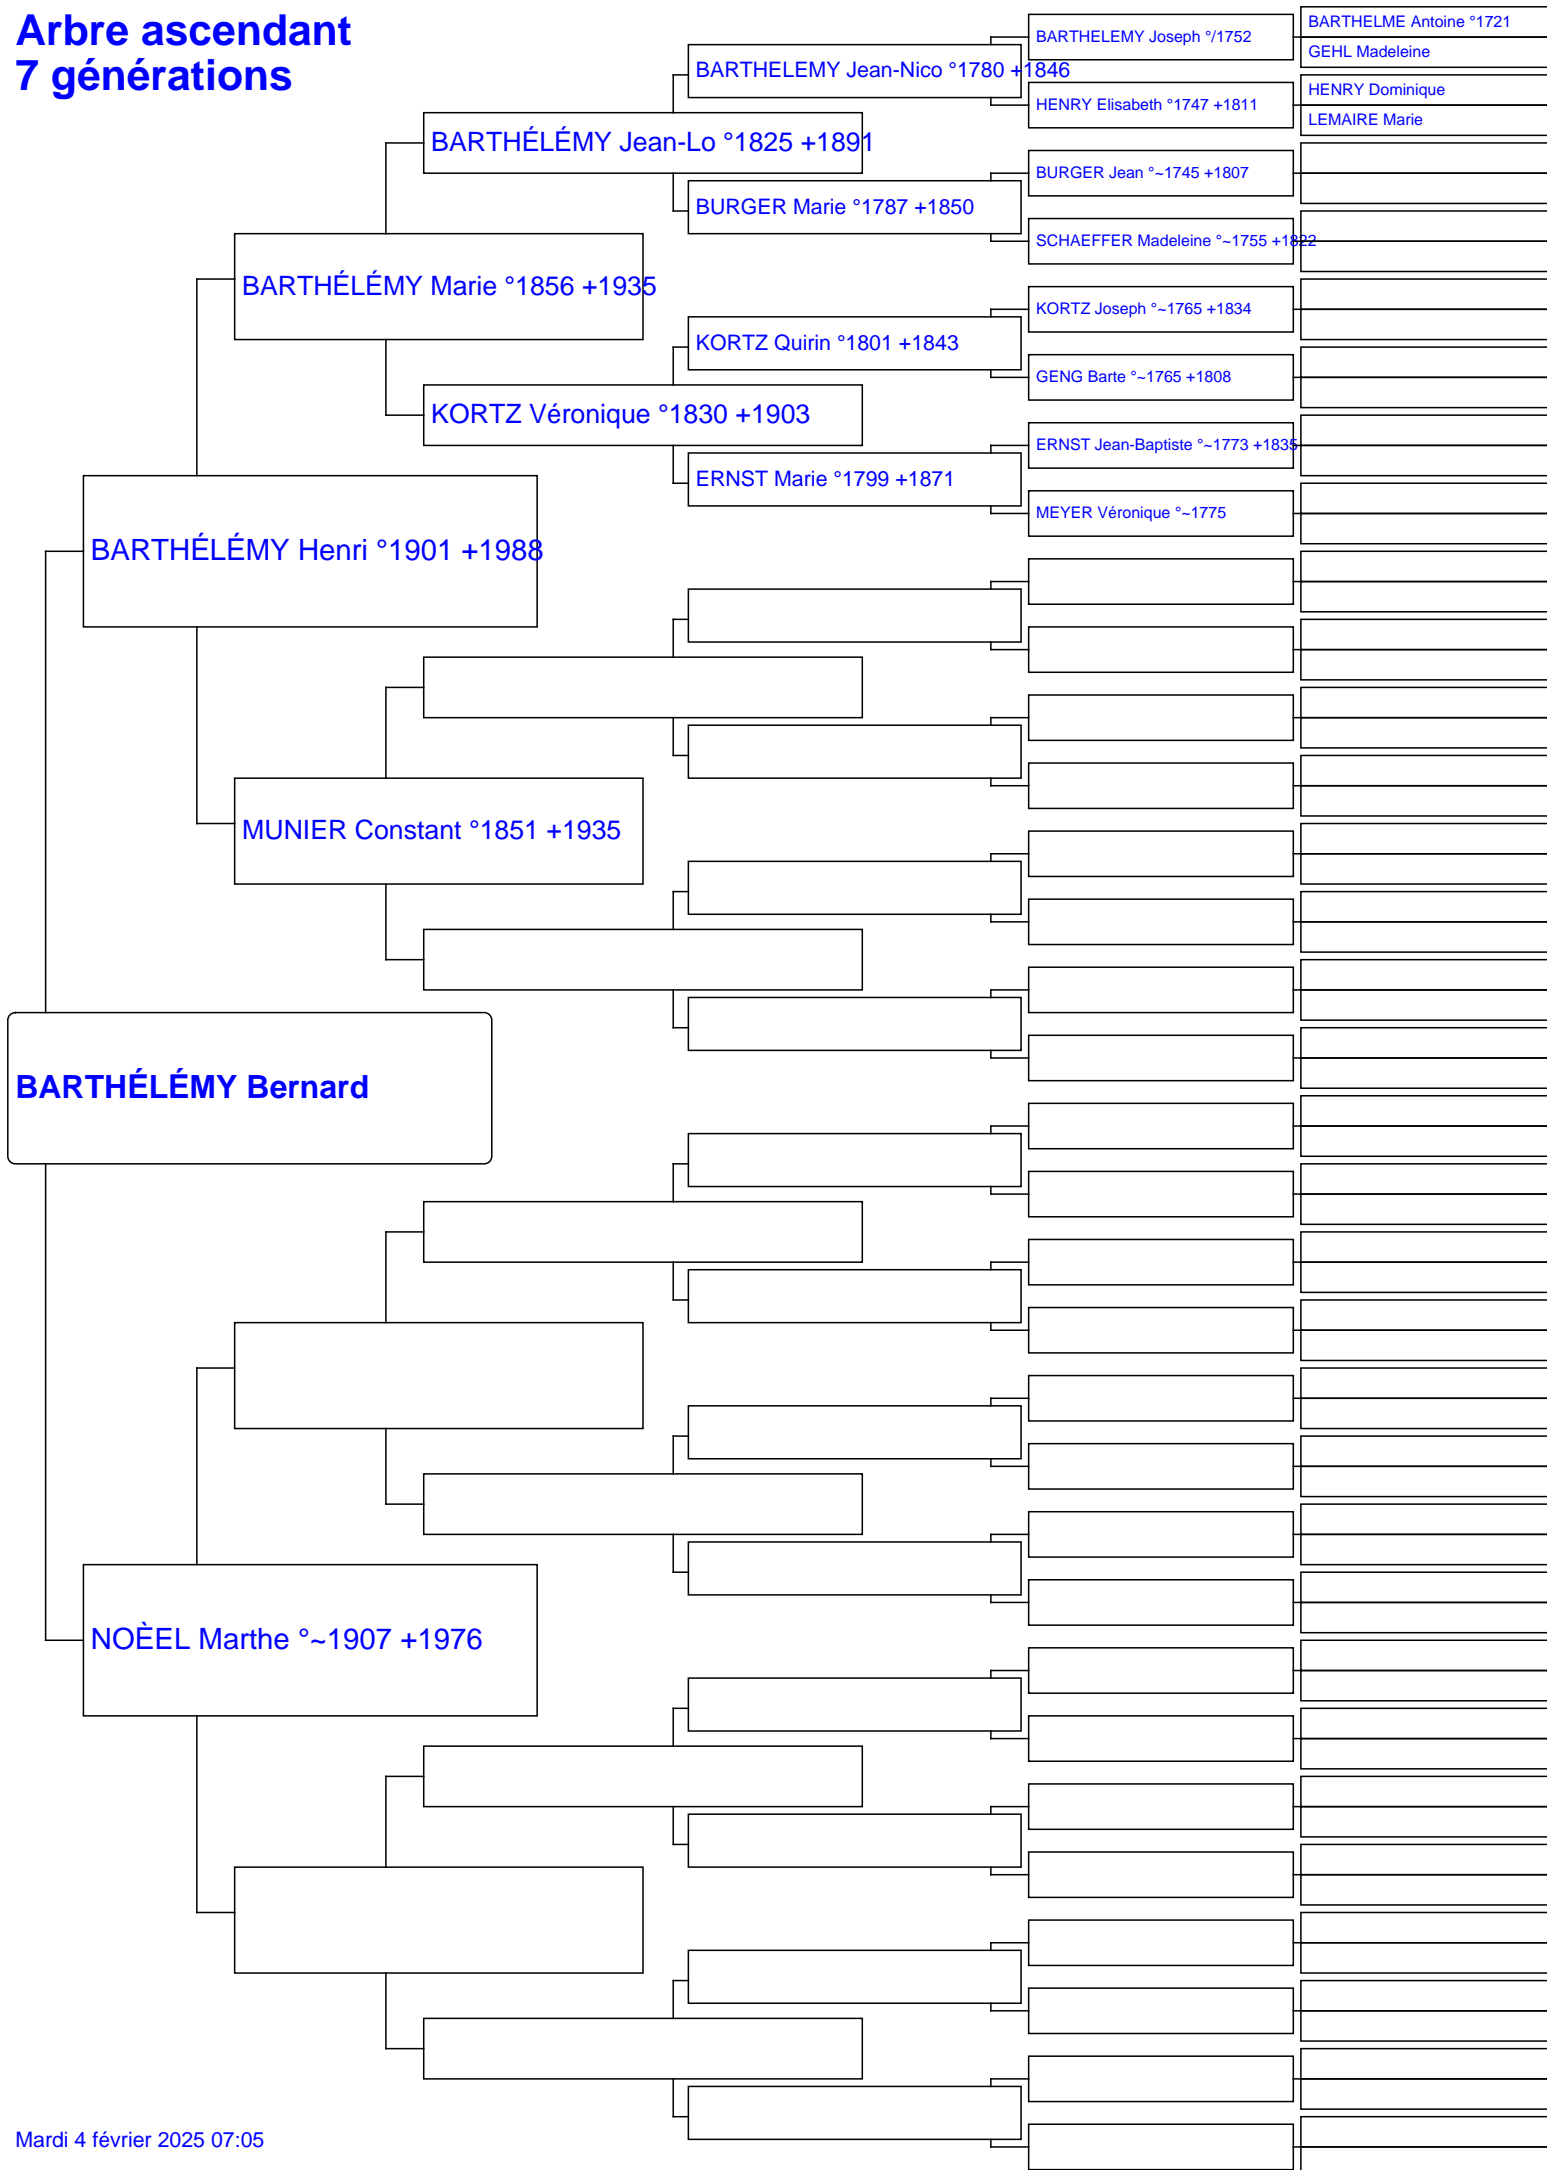 Arbre ascendant
7 générations
BARTHELME Antoine °1721
BARTHELEMY Joseph °/1752
GEHL Madeleine
BARTHELEMY Jean-Nico °1780 +1846
HENRY Dominique
HENRY Elisabeth °1747 +1811
LEMAIRE Marie
BARTHÉLÉMY Jean-Lo °1825 +1891
BURGER Jean °~1745 +1807
BURGER Marie °1787 +1850
SCHAEFFER Madeleine °~1755 +1822
BARTHÉLÉMY Marie °1856 +1935
KORTZ Joseph °~1765 +1834
KORTZ Quirin °1801 +1843
GENG Barte °~1765 +1808
KORTZ Véronique °1830 +1903
ERNST Jean-Baptiste °~1773 +1835
ERNST Marie °1799 +1871
MEYER Véronique °~1775
BARTHÉLÉMY Henri °1901 +1988
MUNIER Constant °1851 +1935
BARTHÉLÉMY Bernard
NOÈEL Marthe °~1907 +1976
Mardi 4 février 2025 07:05